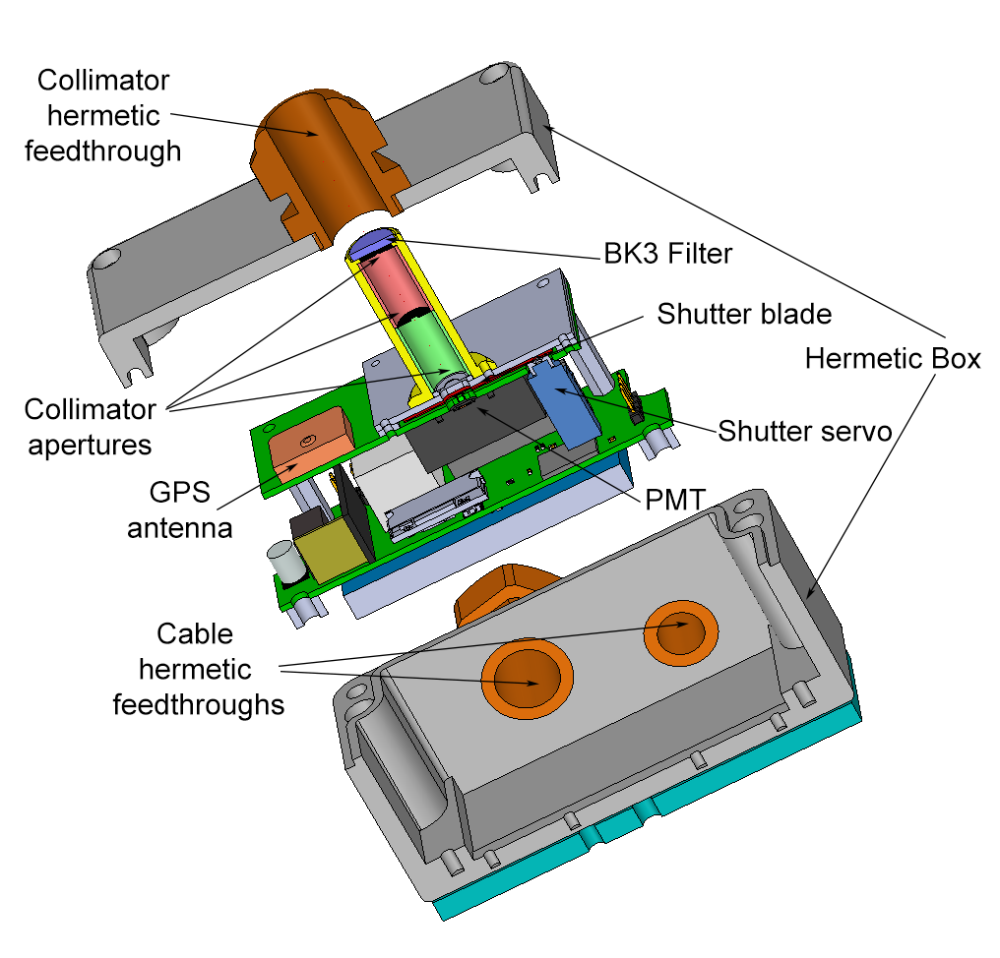 Collimator
hermetic
feedthrough
BK3 Filter
Shutter blade
Hermetic Box
Collimator
apertures
Shutter servo
GPS
antenna
PMT
Cable
hermetic
feedthroughs